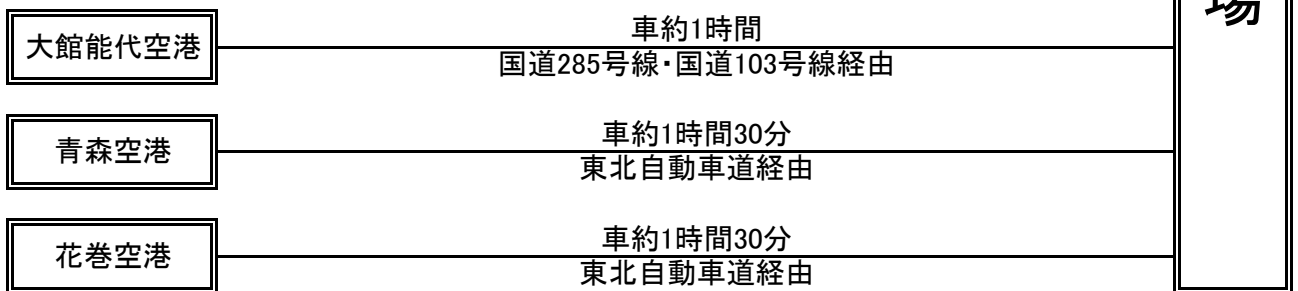 場
大館能代空港
車約1時間
国道285号線・国道103号線経由
青森空港
車約1時間30分
東北自動車道経由
花巻空港
車約1時間30分
東北自動車道経由